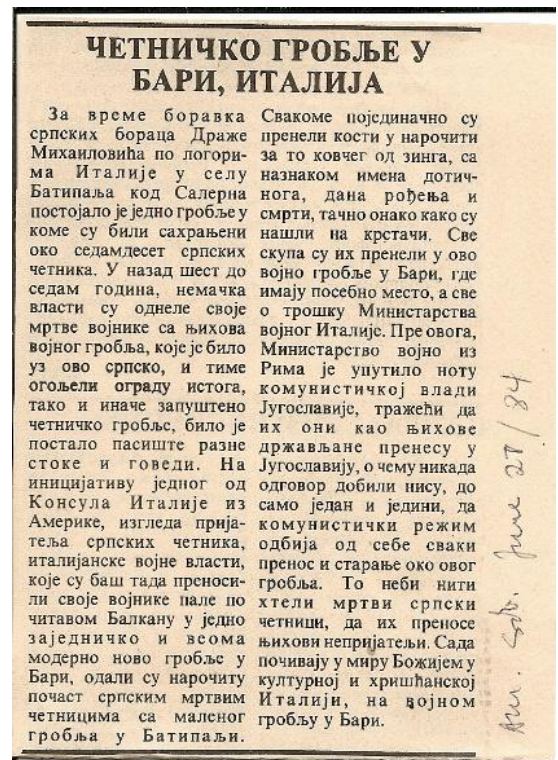 ЧЕТНИЧКО ГРОБЉЕ У
БАРИ, ИТАЛИЈА
За време боравка
српских бораца Драже
Михаиловића по логори-
ма Италије у селу
Батипаља код Салерна
постојало је једно гробље у
коме су били сахрањени
око седамдесет српских
четника. У назад шест до
седам година, немачка
власти су однеле своје
мртве војнике са њихова
војног гробља, које је било
уз ово српско, и тиме
огољели ограду истога,
тако и иначе запуштено
четничко гробље, било је
постало пасиште разне
стоке и говеди. На
иницијативу једног од
Консула Италије из
Америке, изгледа прија-
теља српских четника,
италијанске војне власти,
које су баш тада преноси-
ли своје војнике пале по
читавом Балкану у једно
заједничко и веома
модерно ново гробље у
Бари, одали су нарочиту
почаст српским мртвим
четницима са маленог
гробља у Батипаљи.
Свакоме појединачно су
пренели кости у нарочити
за то ковчег од зинга, са
назнаком имена дотич-
нога, дана рођења и
смрти, тачно онако како су
нашли на крстачи. Све
скупа су их пренели у ово
војно гробље у Бари, где
имају посебно место, а све
о трошку Министарства
војног Италије. Пре овога,
Министарство војно из
Рима је упутило ноту
комунистичкој влади
Југославије, тражећи да
их они као њихове
држављане пренесу у
Југославију, о чему никада
одговор добили нису, до
само један и једини, да
комунистички режим
одбија од себе сваки
пренос и старање око овог
гробља. То неби нити
хтели мртви српски
четници, да их преносе
њихови непријатељи. Сада
почивају у миру Божијем у
културној и хришћанској
Италији, на војном
гробљу у Бари.
Am. Srb. June 27/84